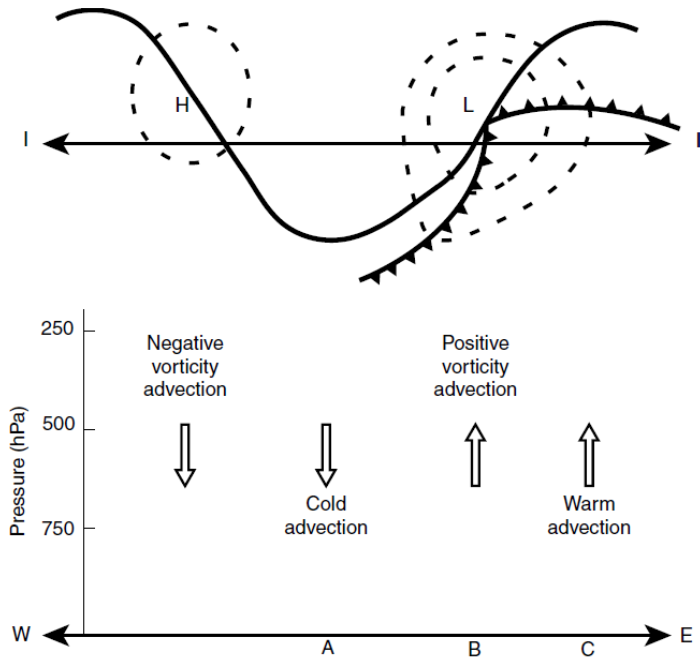 H
L
I
I
250
Negative
vorticity
advection
Positive
vorticity
advection
500
Pressure (hPa)
Cold
advection
Warm
advection
750
W
E
A
B
C